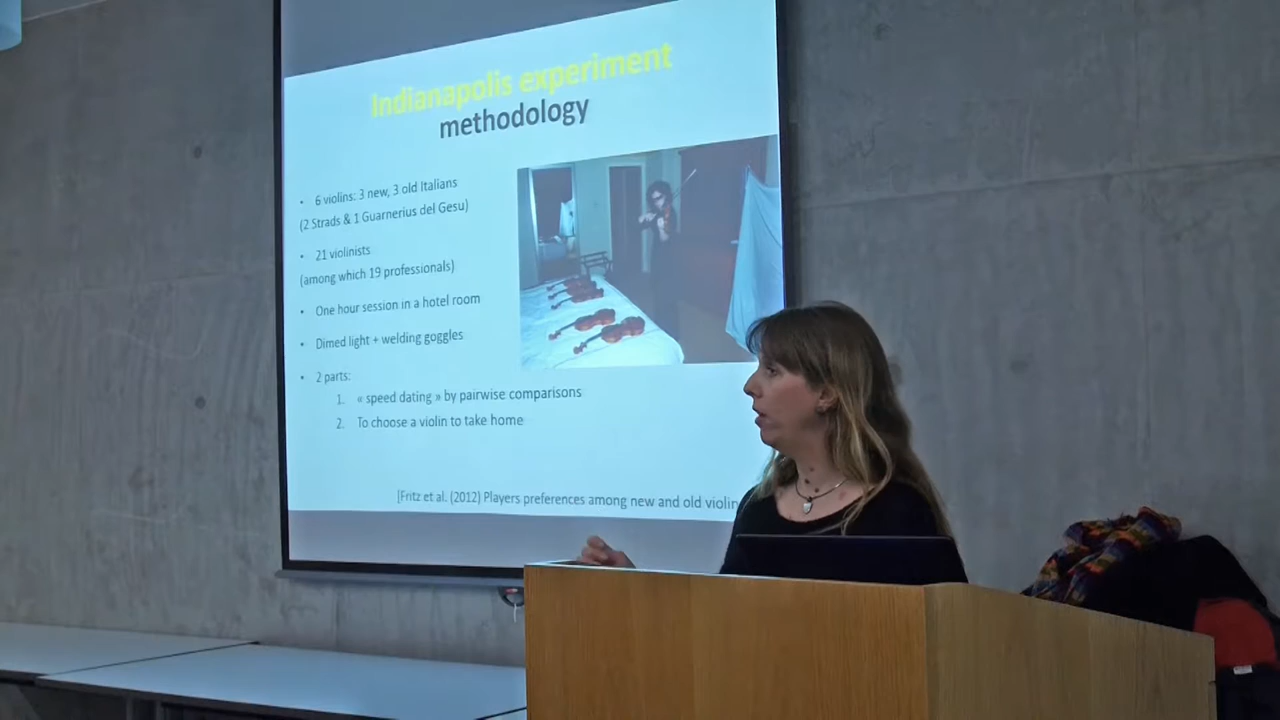 Indianapolis experiment
methodology
• 6 violins: 3 new, 3 old Italians
(2 Strads & 1 Guarnerius del Gesu)
• 21 violinists
(among which 19 professionals)
• One hour session in a hotel room
• Dimed light + welding goggles
• 2 parts:
1. « speed dating » by pairwise comparisons
2. To choose a violin to take home
[Fritz et al. (2012) Players preferences among new and old violin